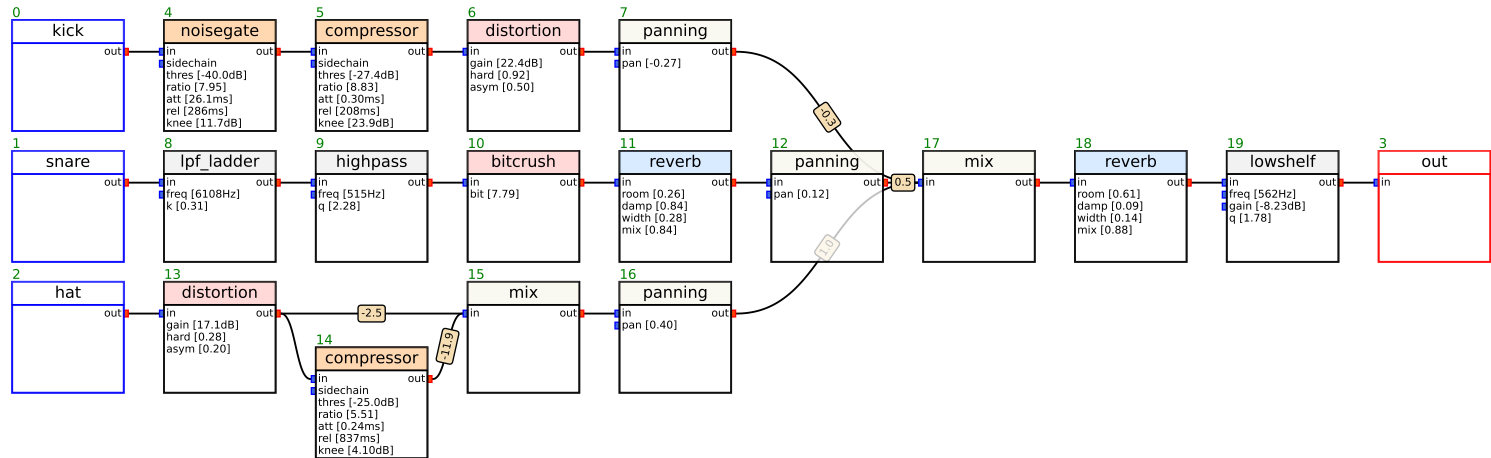 0
kick
out
4
noisegate
in out
sidechain
thres [-40.0dB]
ratio [7.95]
att [26.1ms]
rel [286ms]
knee [11.7dB]
5
compressor
in out
sidechain
thres [-27.4dB]
ratio [8.83]
att [0.30ms]
rel [208ms]
knee [23.9dB]
6
distortion
in out
gain [22.4dB]
hard [0.92]
asym [0.50]
7
panning
in out
pan [-0.27]
-0.3
1
snare
out
8
lpf_ladder
in out
freq [6108Hz]
k [0.31]
9
highpass
in out
freq [515Hz]
q [2.28]
10
bitcrush
in out
bit [7.79]
11
reverb
in out
room [0.26]
damp [0.84]
width [0.28]
mix [0.84]
12
panning
in
pan [0.12]
0.5
1.0
17
mix
in out
18
reverb
in out
room [0.61]
damp [0.09]
width [0.14]
mix [0.88]
19
lowshelf
in out
freq [562Hz]
gain [-8.23dB]
q [1.78]
3
out
in
2
hat
out
13
distortion
in out
gain [17.1dB]
hard [0.28]
asym [0.20]
-2.5
14
compressor
in out
sidechain
thres [-25.0dB]
ratio [5.51]
att [0.24ms]
rel [837ms]
knee [4.10dB]
-11.9
15
mix
in out
16
panning
in out
pan [0.40]